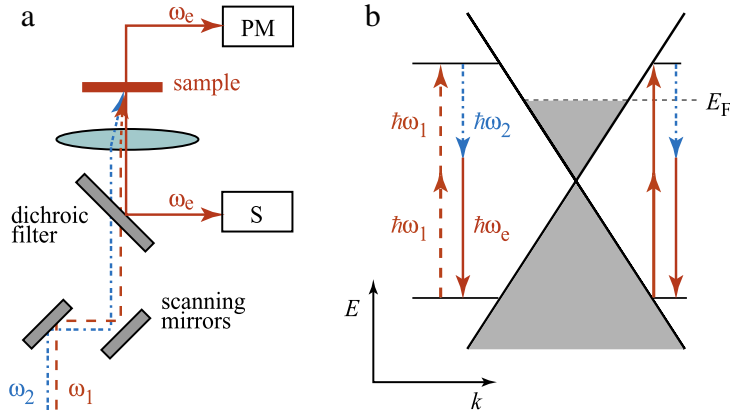 a
ωe
PM
sample
dichroic
filter
ωe
S
scanning
mirrors
ω2
ω1
b
EF
ħω1
ħω2
ħω1
ħωe
E
k